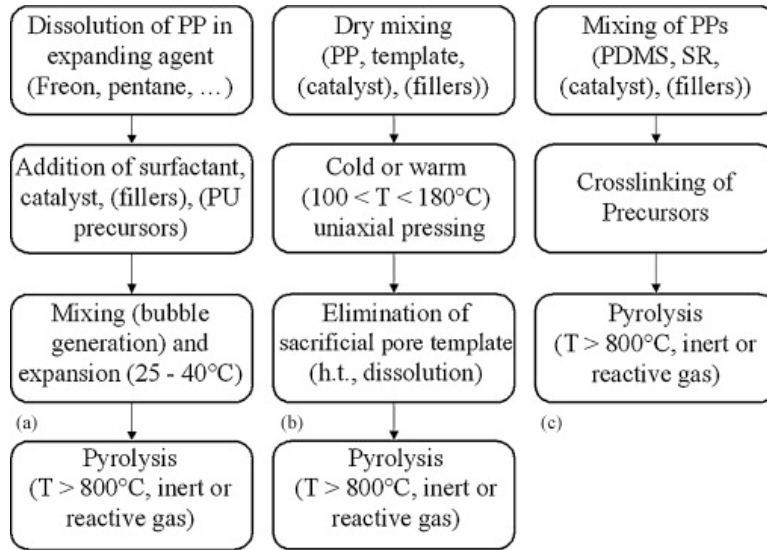 Dissolution of PP in
expanding agent
(Freon, pentane, …)
Addition of surfactant,
catalyst, (fillers), (PU
precursors)
Mixing (bubble
generation) and
expansion (25 - 40°C)
(a)
Pyrolysis
(T > 800°C, inert or
reactive gas)
Dry mixing
(PP, template,
(catalyst), (fillers))
Cold or warm
(100 < T < 180°C)
uniaxial pressing
Elimination of
sacrificial pore template
(h.t., dissolution)
(b)
Pyrolysis
(T > 800°C, inert or
reactive gas)
Mixing of PPs
(PDMS, SR,
(catalyst), (fillers))
Crosslinking of
Precursors
Pyrolysis
(T > 800°C, inert or
reactive gas)
(c)